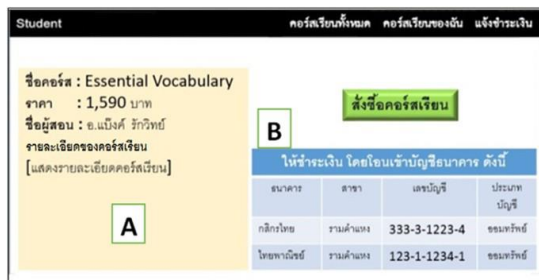 Student
คอร์สเรียนทั้งหมด คอร์สเรียนของฉัน แจ้งชำระเงิน
ชื่อคอร์ส : Essential Vocabulary
ราคา : 1,590 บาท
ชื่อผู้สอน : อ.แบ๊งค์ รักวิทย์
รายละเอียดของคอร์สเรียน
[แสดงรายละเอียดคอร์สเรียน]
A
สั่งซื้อคอร์สเรียน
B
ให้ชำระเงิน โดยโอนเข้าบัญชีธนาคาร ดังนี้
ธนาคาร สาขา เลขบัญชี ประเภท
บัญชี
กสิกรไทย รามคำแหง 333-3-1223-4 ออมทรัพย์
ไทยพาณิชย์ รามคำแหง 123-1-1234-1 ออมทรัพย์